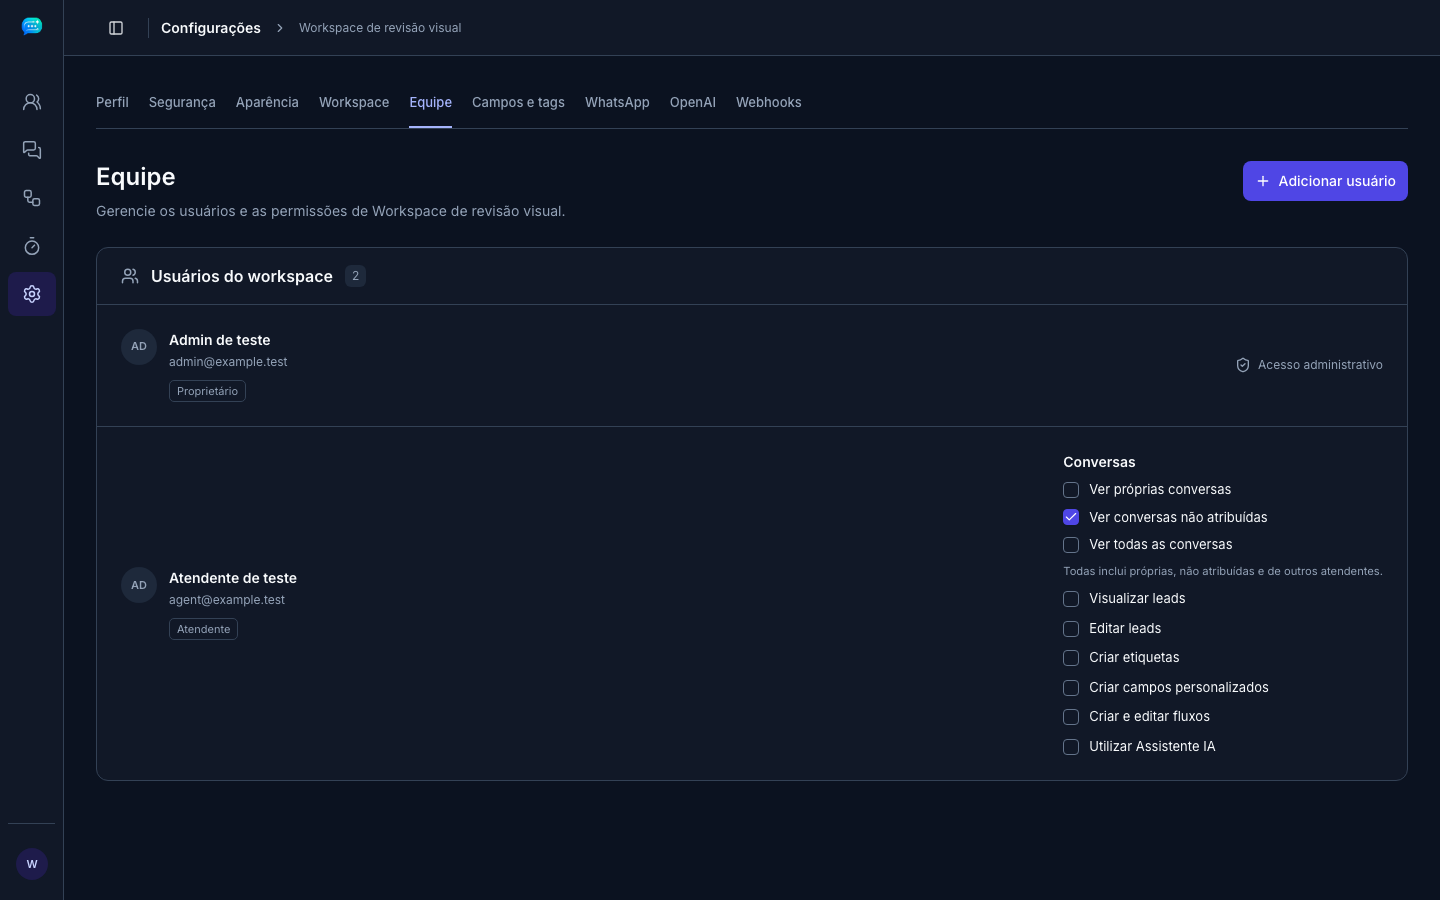 Configurações
Workspace de revisão visual
Perfil
Segurança
Aparência
Workspace
Equipe
Campos e tags
WhatsApp
OpenAI
Webhooks
Equipe
Gerencie os usuários e as permissões de Workspace de revisão visual.
Adicionar usuário
Usuários do workspace
2
AD
Admin de teste
admin@example.test
Proprietário
Acesso administrativo
AD
Atendente de teste
agent@example.test
Atendente
Conversas
Ver próprias conversas
Ver conversas não atribuídas
Ver todas as conversas
Todas inclui próprias, não atribuídas e de outros atendentes.
Visualizar leads
Editar leads
Criar etiquetas
Criar campos personalizados
Criar e editar fluxos
Utilizar Assistente IA
W